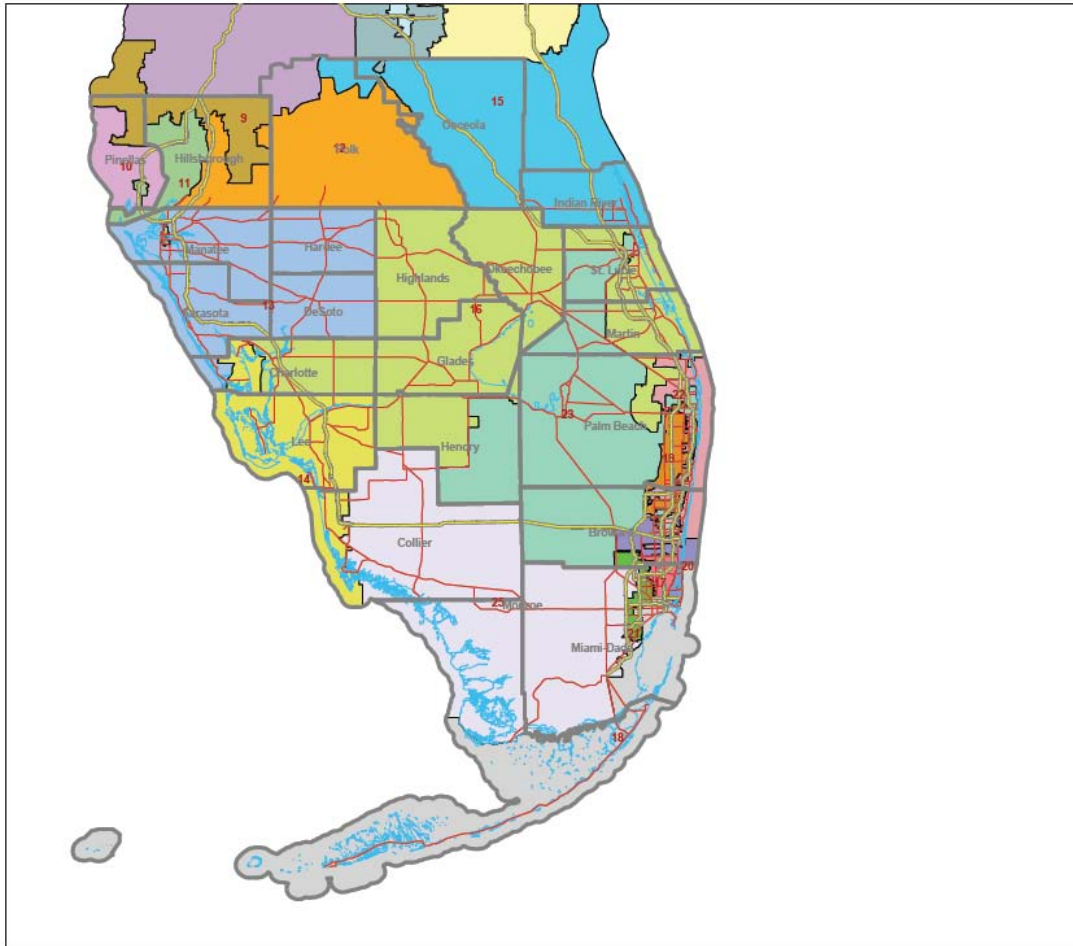 15
Osceola
9
12
Polk
Pinellas
10
Hillsborough
11
Indian River
Manatee
Hardee
Highlands
Okeechobee
St. Lucie
13
Sarasota
DeSoto
16
Martin
Charlotte
Glades
22
23
Palm Beach
Lee
Hendry
19
14
Collier
20
17
25
Monroe
21
Miami-Dade
18